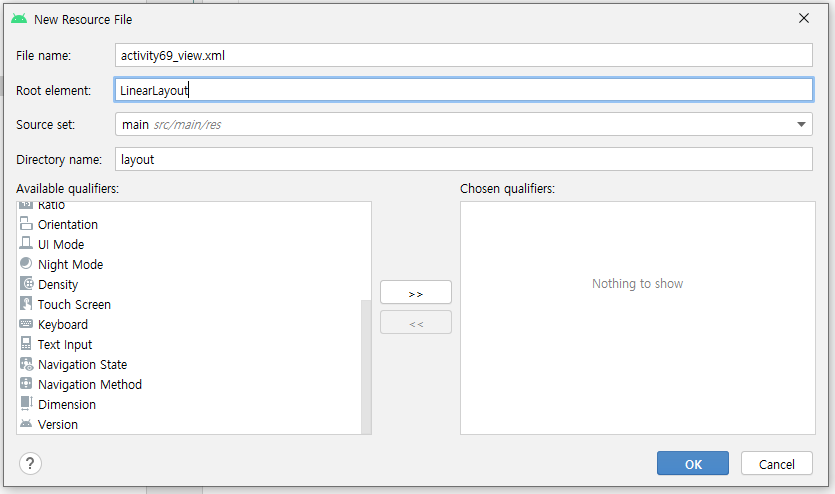 New Resource File
File name:
activity69_view.xml
Root element:
LinearLayout
Source set:
main src/main/res
Directory name:
layout
Available qualifiers:
Chosen qualifiers:
Ratio
Orientation
UI Mode
Night Mode
Density
Touch Screen
Keyboard
Text Input
Navigation State
Navigation Method
Dimension
Version
>>
<<
Nothing to show
?
OK
Cancel